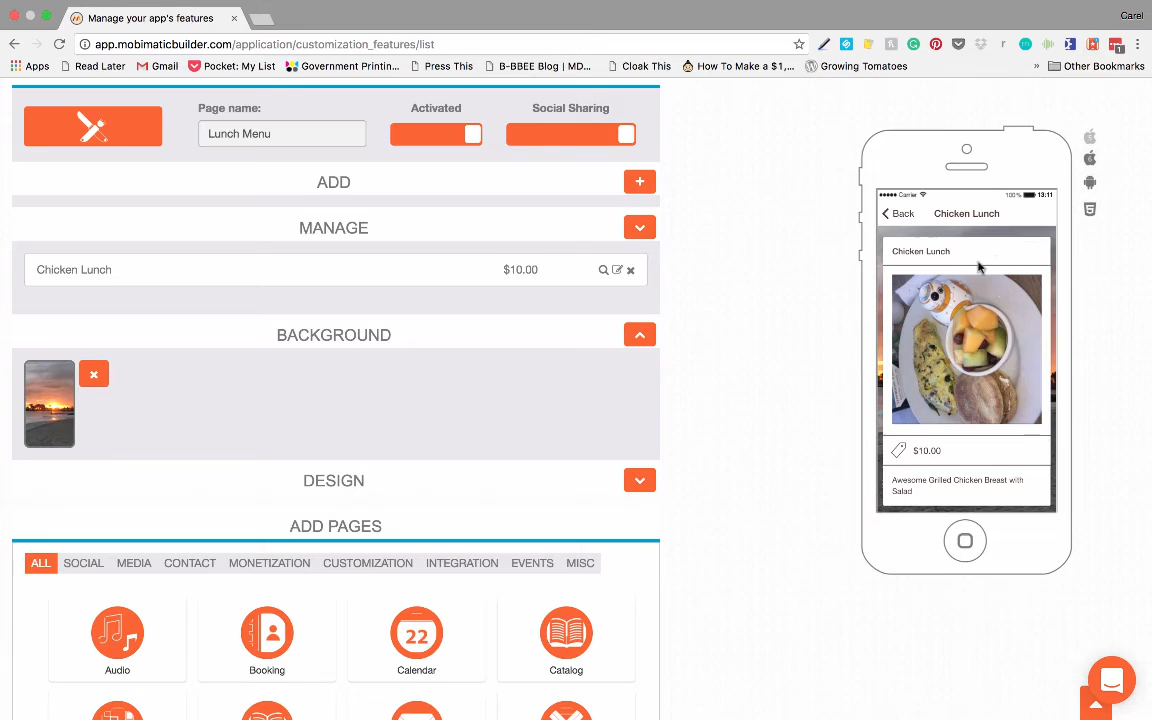 Manage your app's features
Carel
app.mobimaticbuilder.com/application/customization_features/list
Apps
Read Later
Gmail
Pocket: My List
Government Printin...
Press This
B-BBEE Blog | MD...
Cloak This
How To Make a $1,...
Growing Tomatoes
»
Other Bookmarks
Page name:
Activated
Social Sharing
Lunch Menu
ADD
MANAGE
Chicken Lunch
$10.00
BACKGROUND
DESIGN
ADD PAGES
ALL
SOCIAL
MEDIA
CONTACT
MONETIZATION
CUSTOMIZATION
INTEGRATION
EVENTS
MISC
22
Audio
Booking
Calendar
Catalog
Carrier
100%
13:11
Back
Chicken Lunch
Chicken Lunch
$10.00
Awesome Grilled Chicken Breast with
Salad